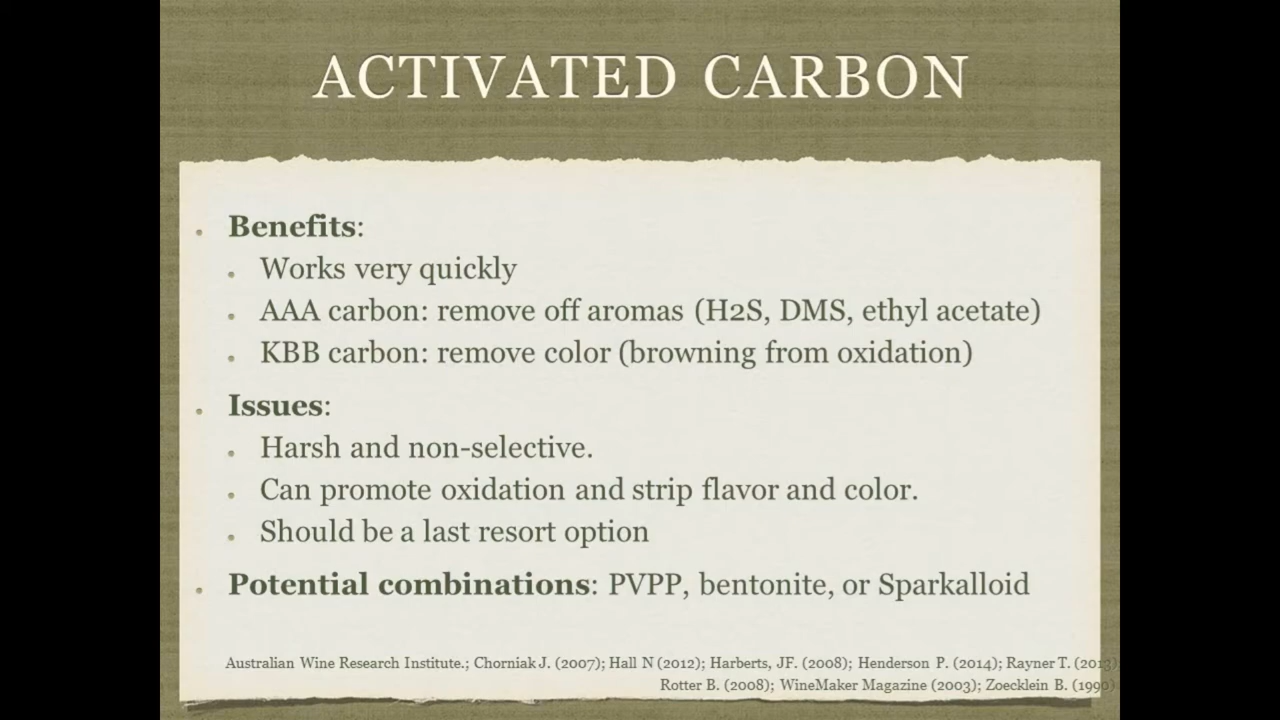 ACTIVATED CARBON
Benefits:
Works very quickly
AAA carbon: remove off aromas (H2S, DMS, ethyl acetate)
KBB carbon: remove color (browning from oxidation)
Issues:
Harsh and non-selective.
Can promote oxidation and strip flavor and color.
Should be a last resort option
Potential combinations: PVPP, bentonite, or Sparkalloid
Australian Wine Research Institute.; Chorniak J. (2007); Hall N (2012); Harberts, JF. (2008); Henderson P. (2014); Rayner T. (2013)
Rotter B. (2008); WineMaker Magazine (2003); Zoecklein B. (1990)